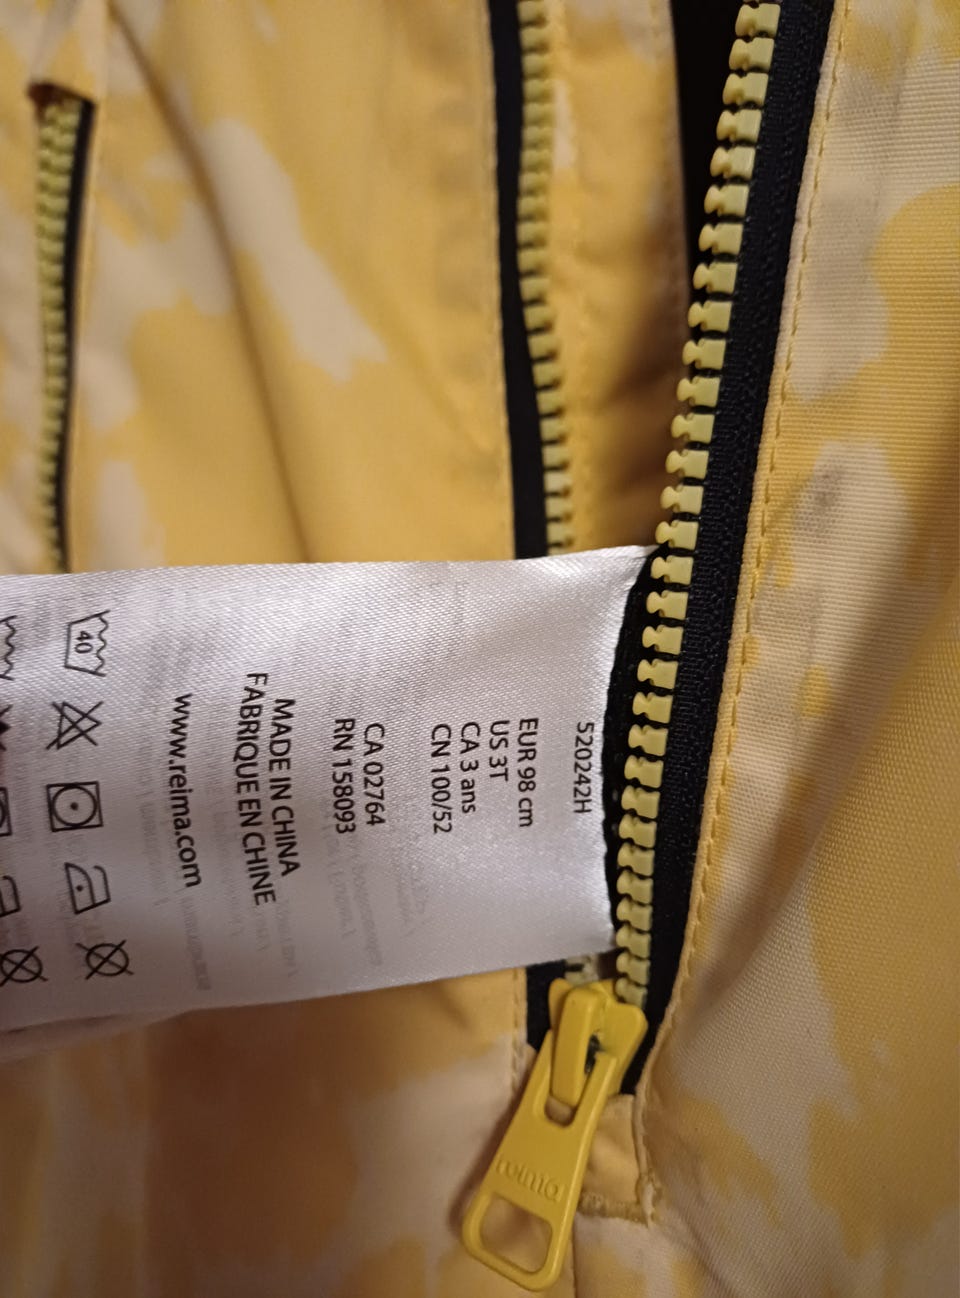 520242H
EUR 98 cm
US 3T
CA 3 ans
CN 100/52
CA 02764
RN 158093
MADE IN CHINA
FABRIQUE EN CHINE
www.reima.com
40